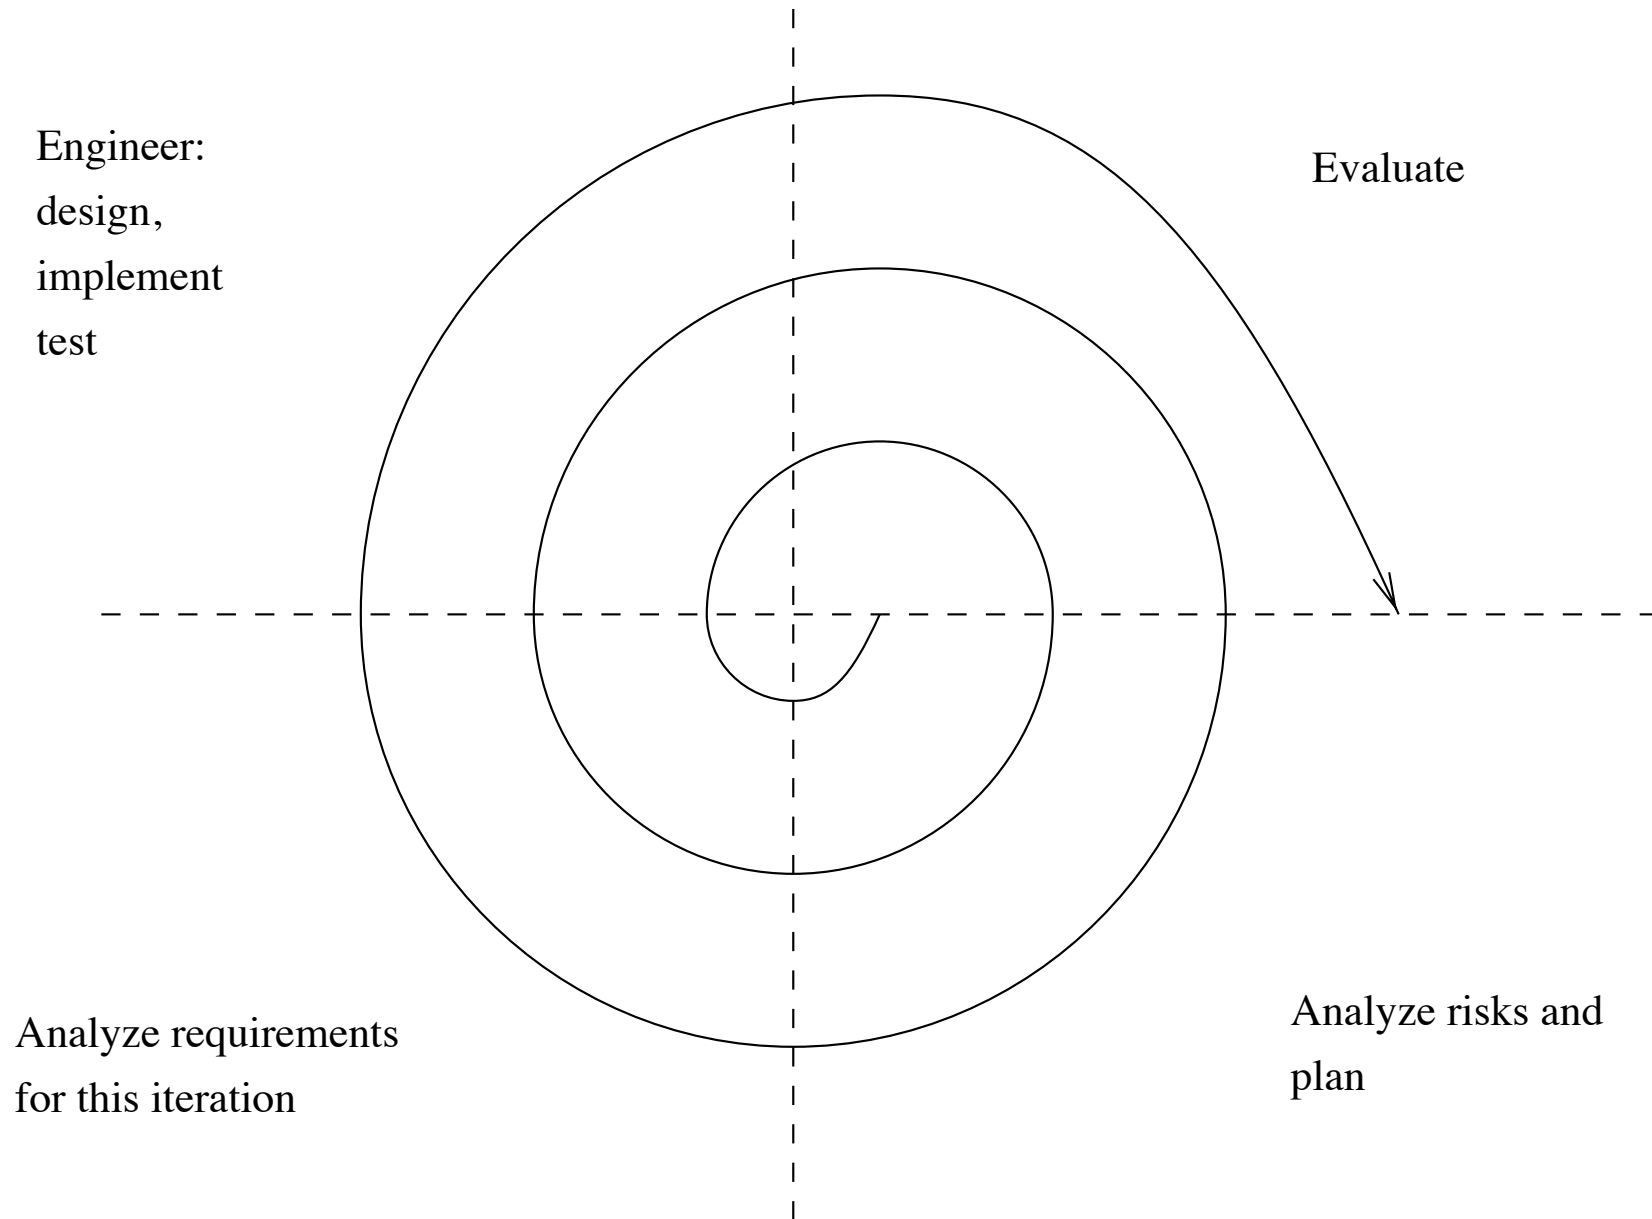 Engineer:
design,
implement
test
Evaluate
Analyze requirements
for this iteration
Analyze risks and
plan